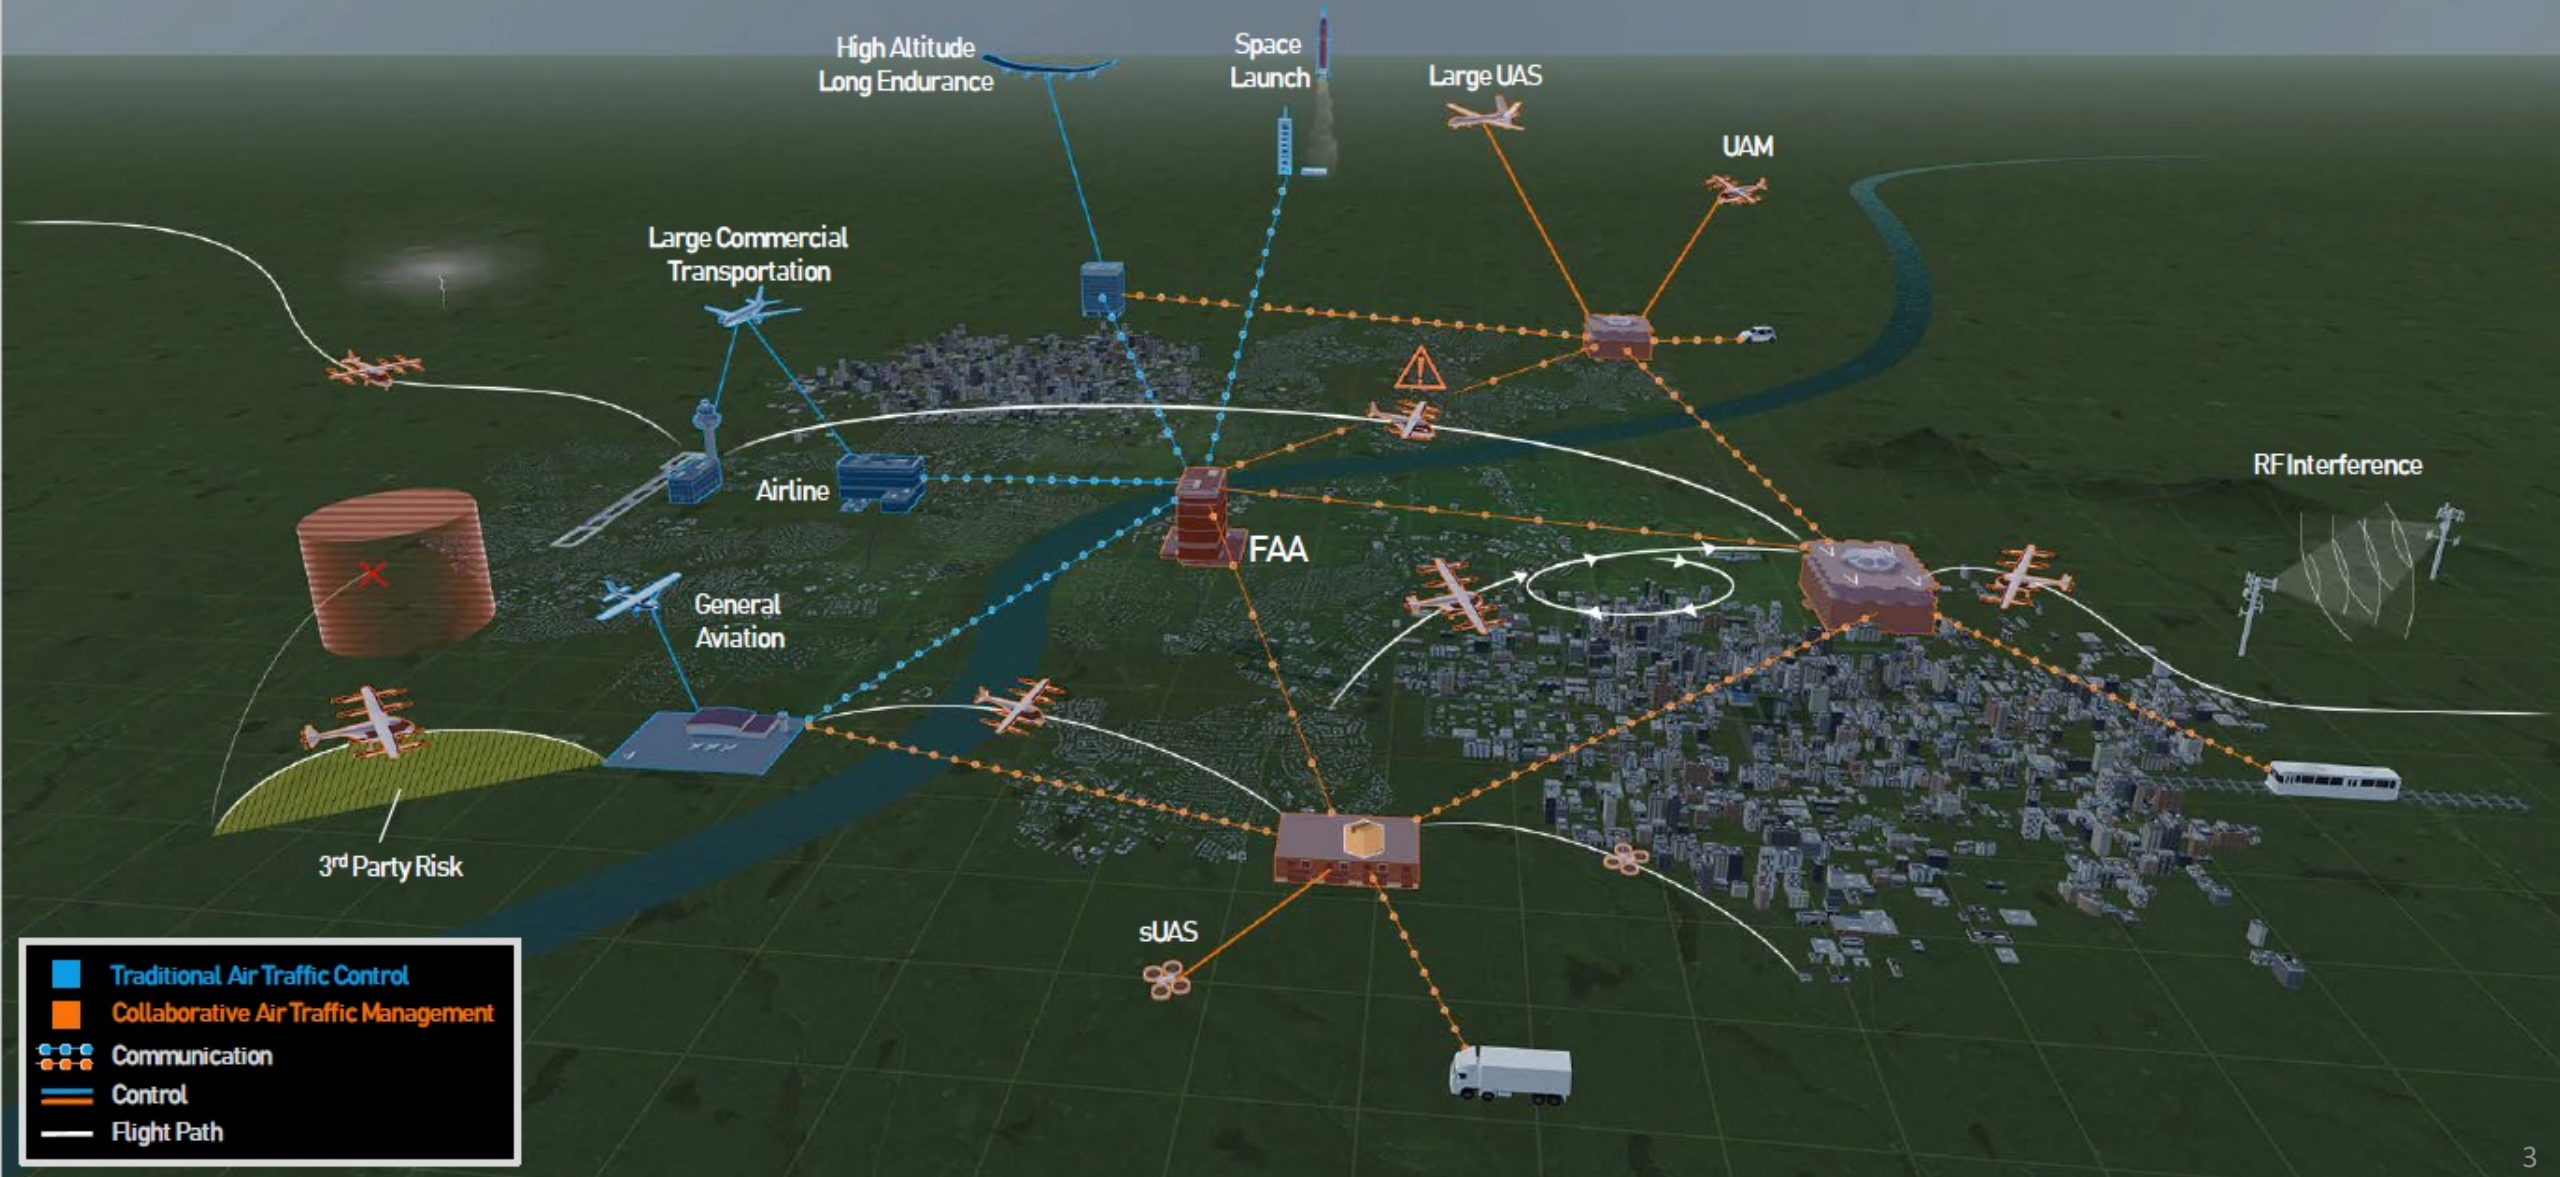 High Altitude
Long Endurance
Space
Launch
Large UAS
UAM
Large Commercial
Transportation
RF Interference
Airline
FAA
General
Aviation
3rd Party Risk
sUAS
Traditional Air Traffic Control
Collaborative Air Traffic Management
Communication
Control
Flight Path
3